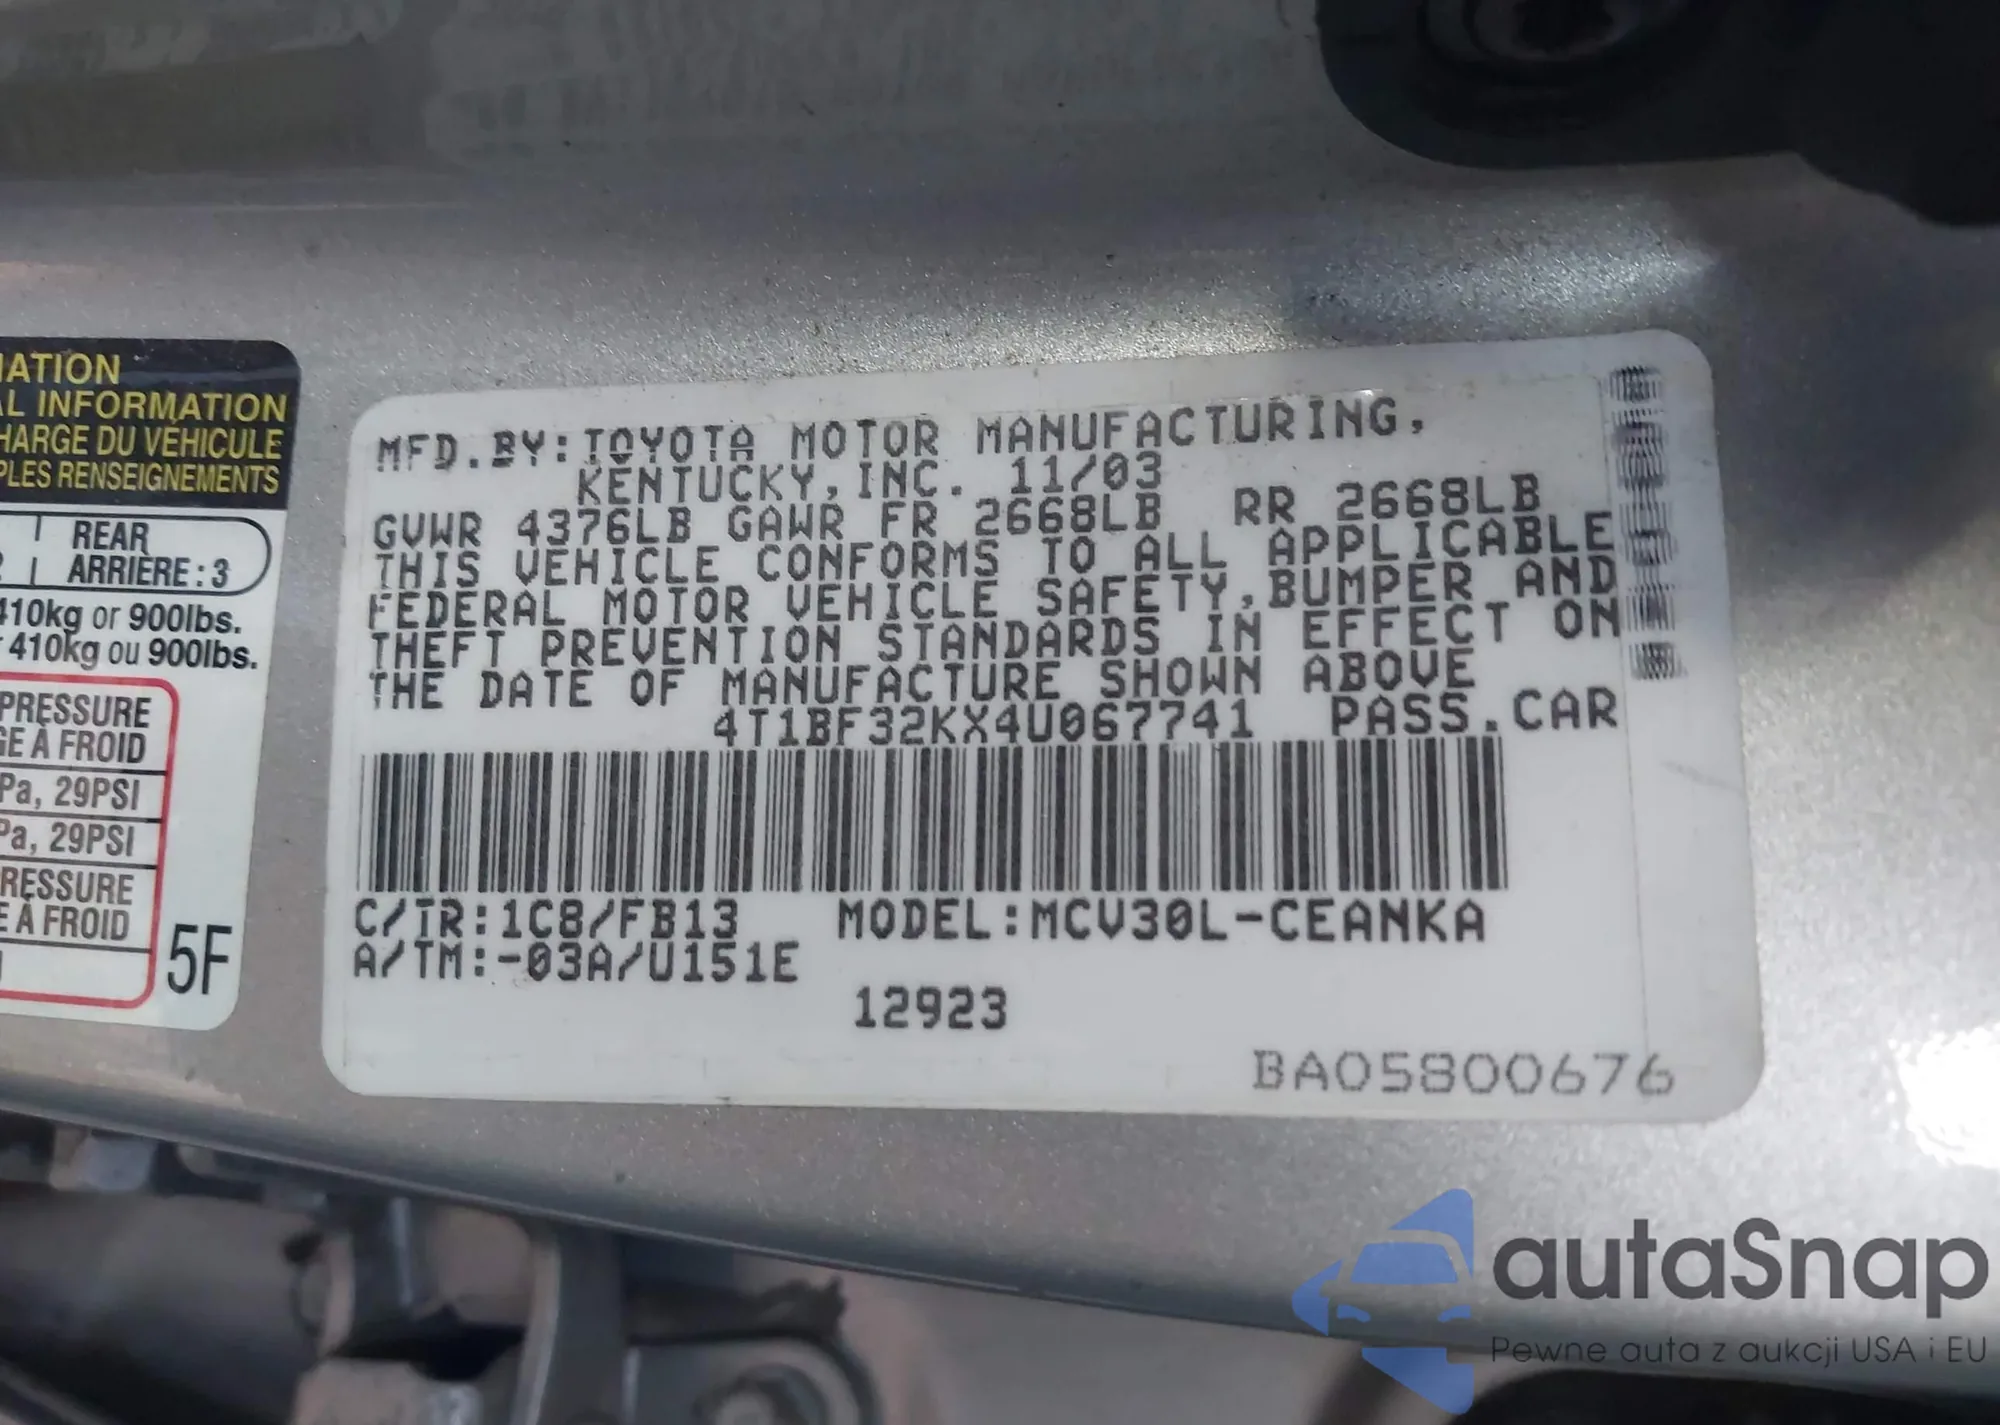 MATION
AL INFORMATION
HARGE DU VÉHICULE
PLES RENSEIGNEMENTS
REAR
ARRIÈRE : 3
410kg or 900lbs.
410kg ou 900lbs.
PRESSURE
GE À FROID
Pa, 29PSI
Pa, 29PSI
RESSURE
E À FROID
5F
MFD.BY:TOYOTA MOTOR MANUFACTURING,
KENTUCKY,INC. 11/03
GVWR 4376LB GAWR FR 2668LB RR 2668LB
THIS VEHICLE CONFORMS TO ALL APPLICABLE
FEDERAL MOTOR VEHICLE SAFETY,BUMPER AND
THEFT PREVENTION STANDARDS IN EFFECT ON
THE DATE OF MANUFACTURE SHOWN ABOVE
4T1BF32KX4U067741 PASS.CAR
C/TR:1C8/FB13 MODEL:MCV30L-CEANKA
A/TM:-03A/U151E
12923
BA05800676
autaSnap
Pewne auta z aukcji USA i EU